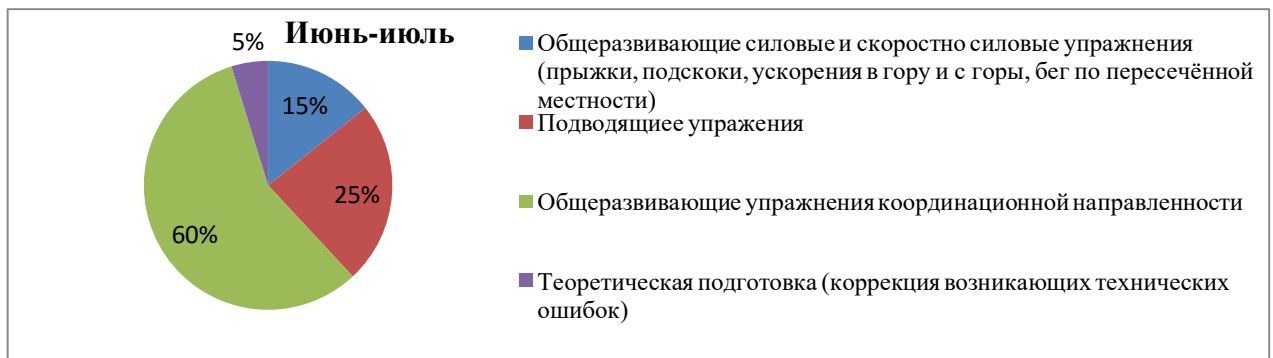 Июнь-июль
5%
15%
25%
60%
Общеразвивающие силовые и скоростно силовые упражнения
(прыжки, подскоки, ускорения в гору и с горы, бег по пересечённой
местности)
Подводящиее упражения
Общеразвивающие упражнения координационной направленности
Теоретическая подготовка (коррекция возникающих технических
ошибок)